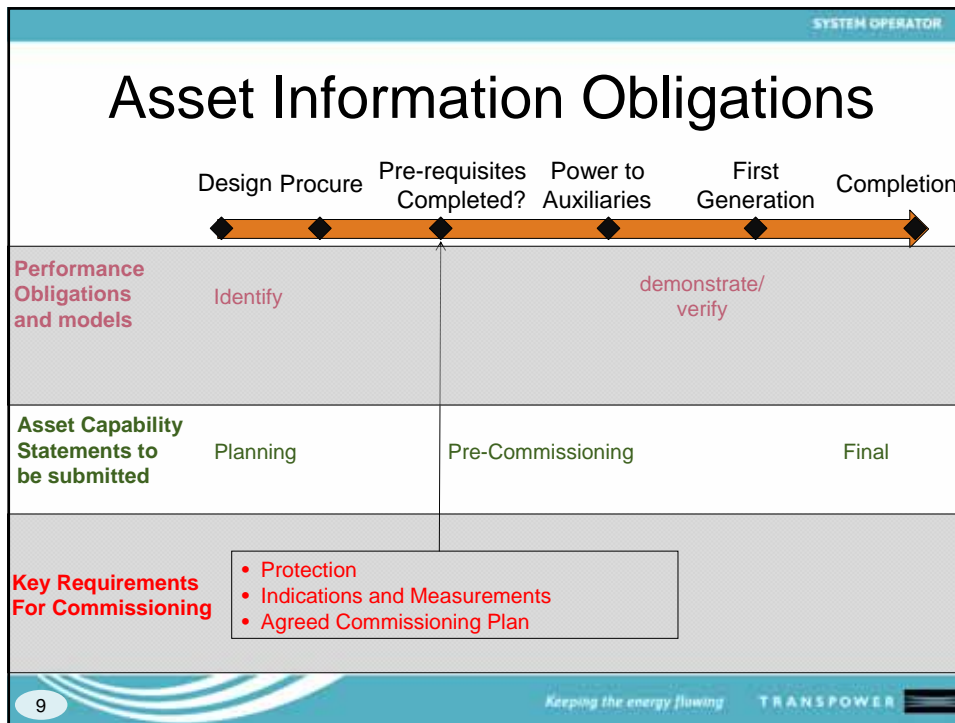 SYSTEM OPERATOR
Asset Information Obligations
Design
Procure
Pre-requisites
Completed?
Power to
Auxiliaries
First
Generation
Completion
Performance
Obligations
and models
Identify
demonstrate/
verify
Asset Capability
Statements to
be submitted
Planning
Pre-Commissioning
Final
Key Requirements
For Commissioning
• Protection
• Indications and Measurements
• Agreed Commissioning Plan
9
Keeping the energy flowing
TRANSPOWER